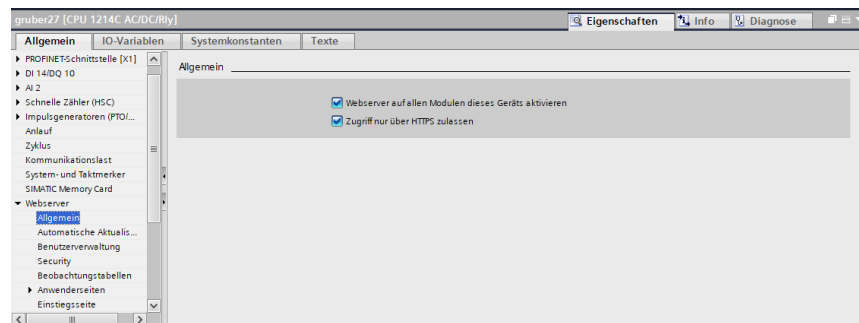 gruber27 [CPU 1214C AC/DC/Rly]
Eigenschaften
Info
Diagnose
Allgemein
IO-Variablen
Systemkonstanten
Texte
PROFINET-Schnittstelle [X1]
DI 14/DQ 10
AI 2
Schnelle Zähler (HSC)
Impulsgeneratoren (PTO/...
Anlauf
Zyklus
Kommunikationslast
System- und Taktmerker
SIMATIC Memory Card
Webserver
Allgemein
Automatische Aktualis...
Benutzerverwaltung
Security
Beobachtungstabellen
Anwenderseiten
Einstiegsseite
Allgemein
Webserver auf allen Modulen dieses Geräts aktivieren
Zugriff nur über HTTPS zulassen